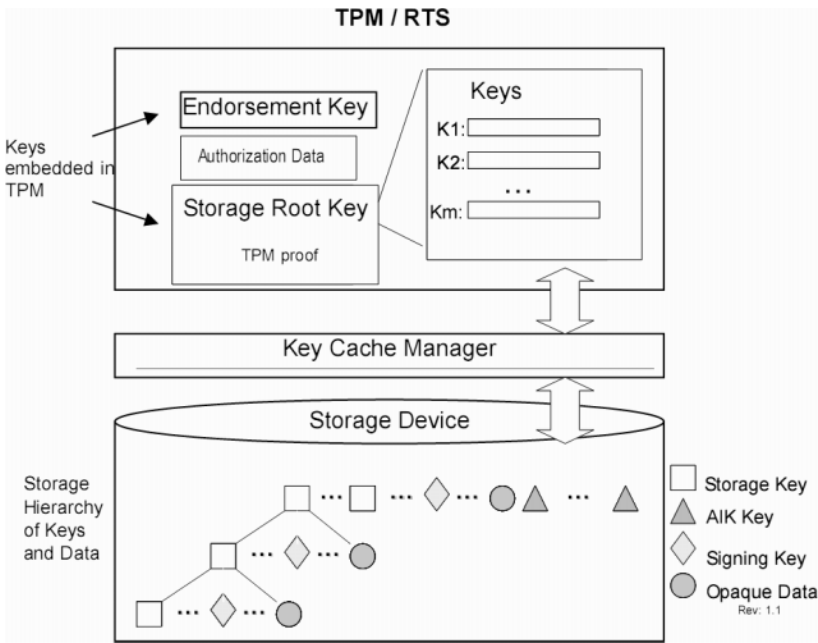 TPM / RTS
Endorsement Key
Authorization Data
Storage Root Key
TPM proof
Keys
K1:
K2:
...
Km:
Keys
embedded in
TPM
Key Cache Manager
Storage Device
Storage
Hierarchy
of Keys
and Data
... ... ... ...
... ...
... ...
Storage Key
AIK Key
Signing Key
Opaque Data
Rev: 1.1